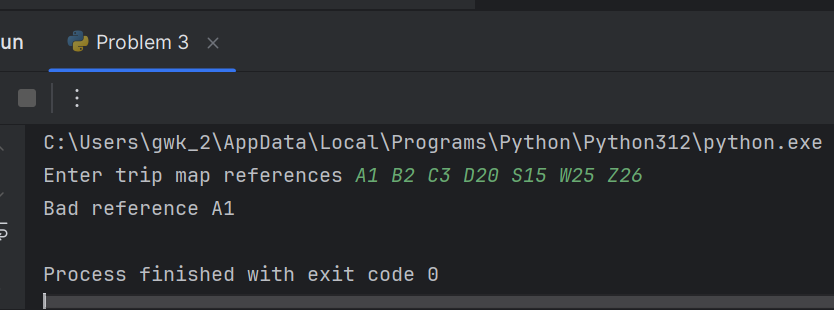 un
Problem 3
C:\Users\gwk_2\AppData\Local\Programs\Python\Python312\python.exe
Enter trip map references A1 B2 C3 D20 S15 W25 Z26
Bad reference A1
Process finished with exit code 0